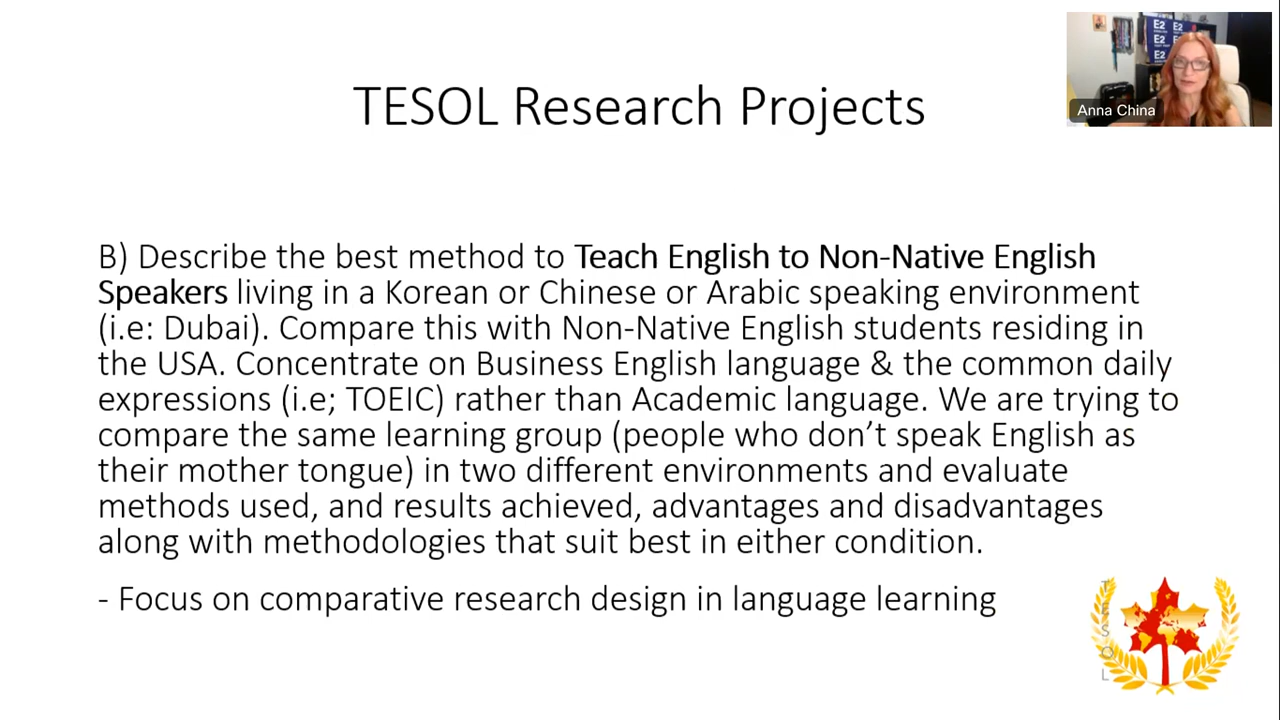 TESOL Research Projects
E2 E2
E2
E2
Anna China
B) Describe the best method to Teach English to Non-Native English
Speakers living in a Korean or Chinese or Arabic speaking environment
(i.e: Dubai). Compare this with Non-Native English students residing in
the USA. Concentrate on Business English language & the common daily
expressions (i.e; TOEIC) rather than Academic language. We are trying to
compare the same learning group (people who don’t speak English as
their mother tongue) in two different environments and evaluate
methods used, and results achieved, advantages and disadvantages
along with methodologies that suit best in either condition.
- Focus on comparative research design in language learning
TESOL